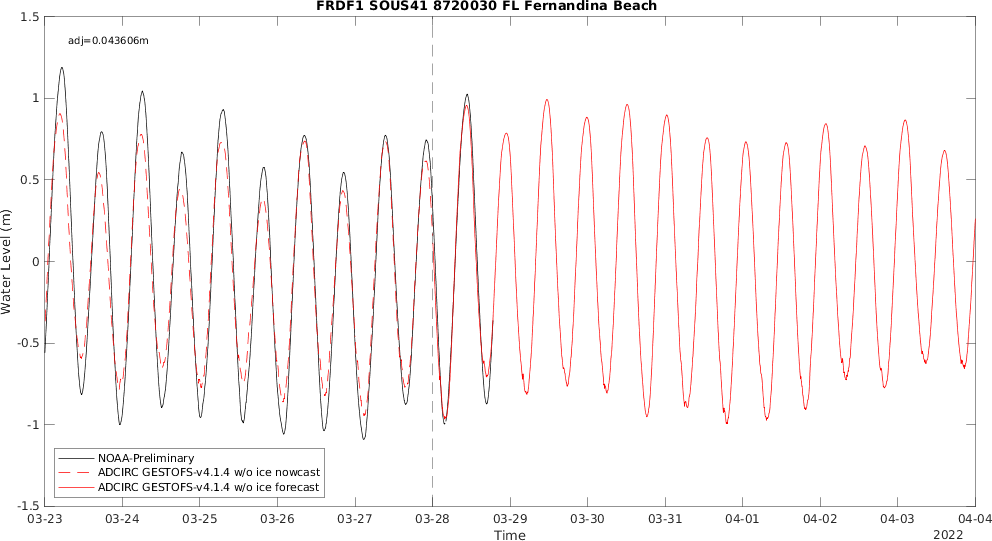 FRDF1 SOUS41 8720030 FL Fernandina Beach
adj=0.043606m
1.5
1
0.5
0
-0.5
-1
-1.5
Water Level (m)
NOAA-Preliminary
ADCIRC GESTOFS-v4.1.4 w/o ice nowcast
ADCIRC GESTOFS-v4.1.4 w/o ice forecast
03-23 03-24 03-25 03-26 03-27 03-28 03-29 03-30 03-31 04-01 04-02 04-03 04-04
Time
2022